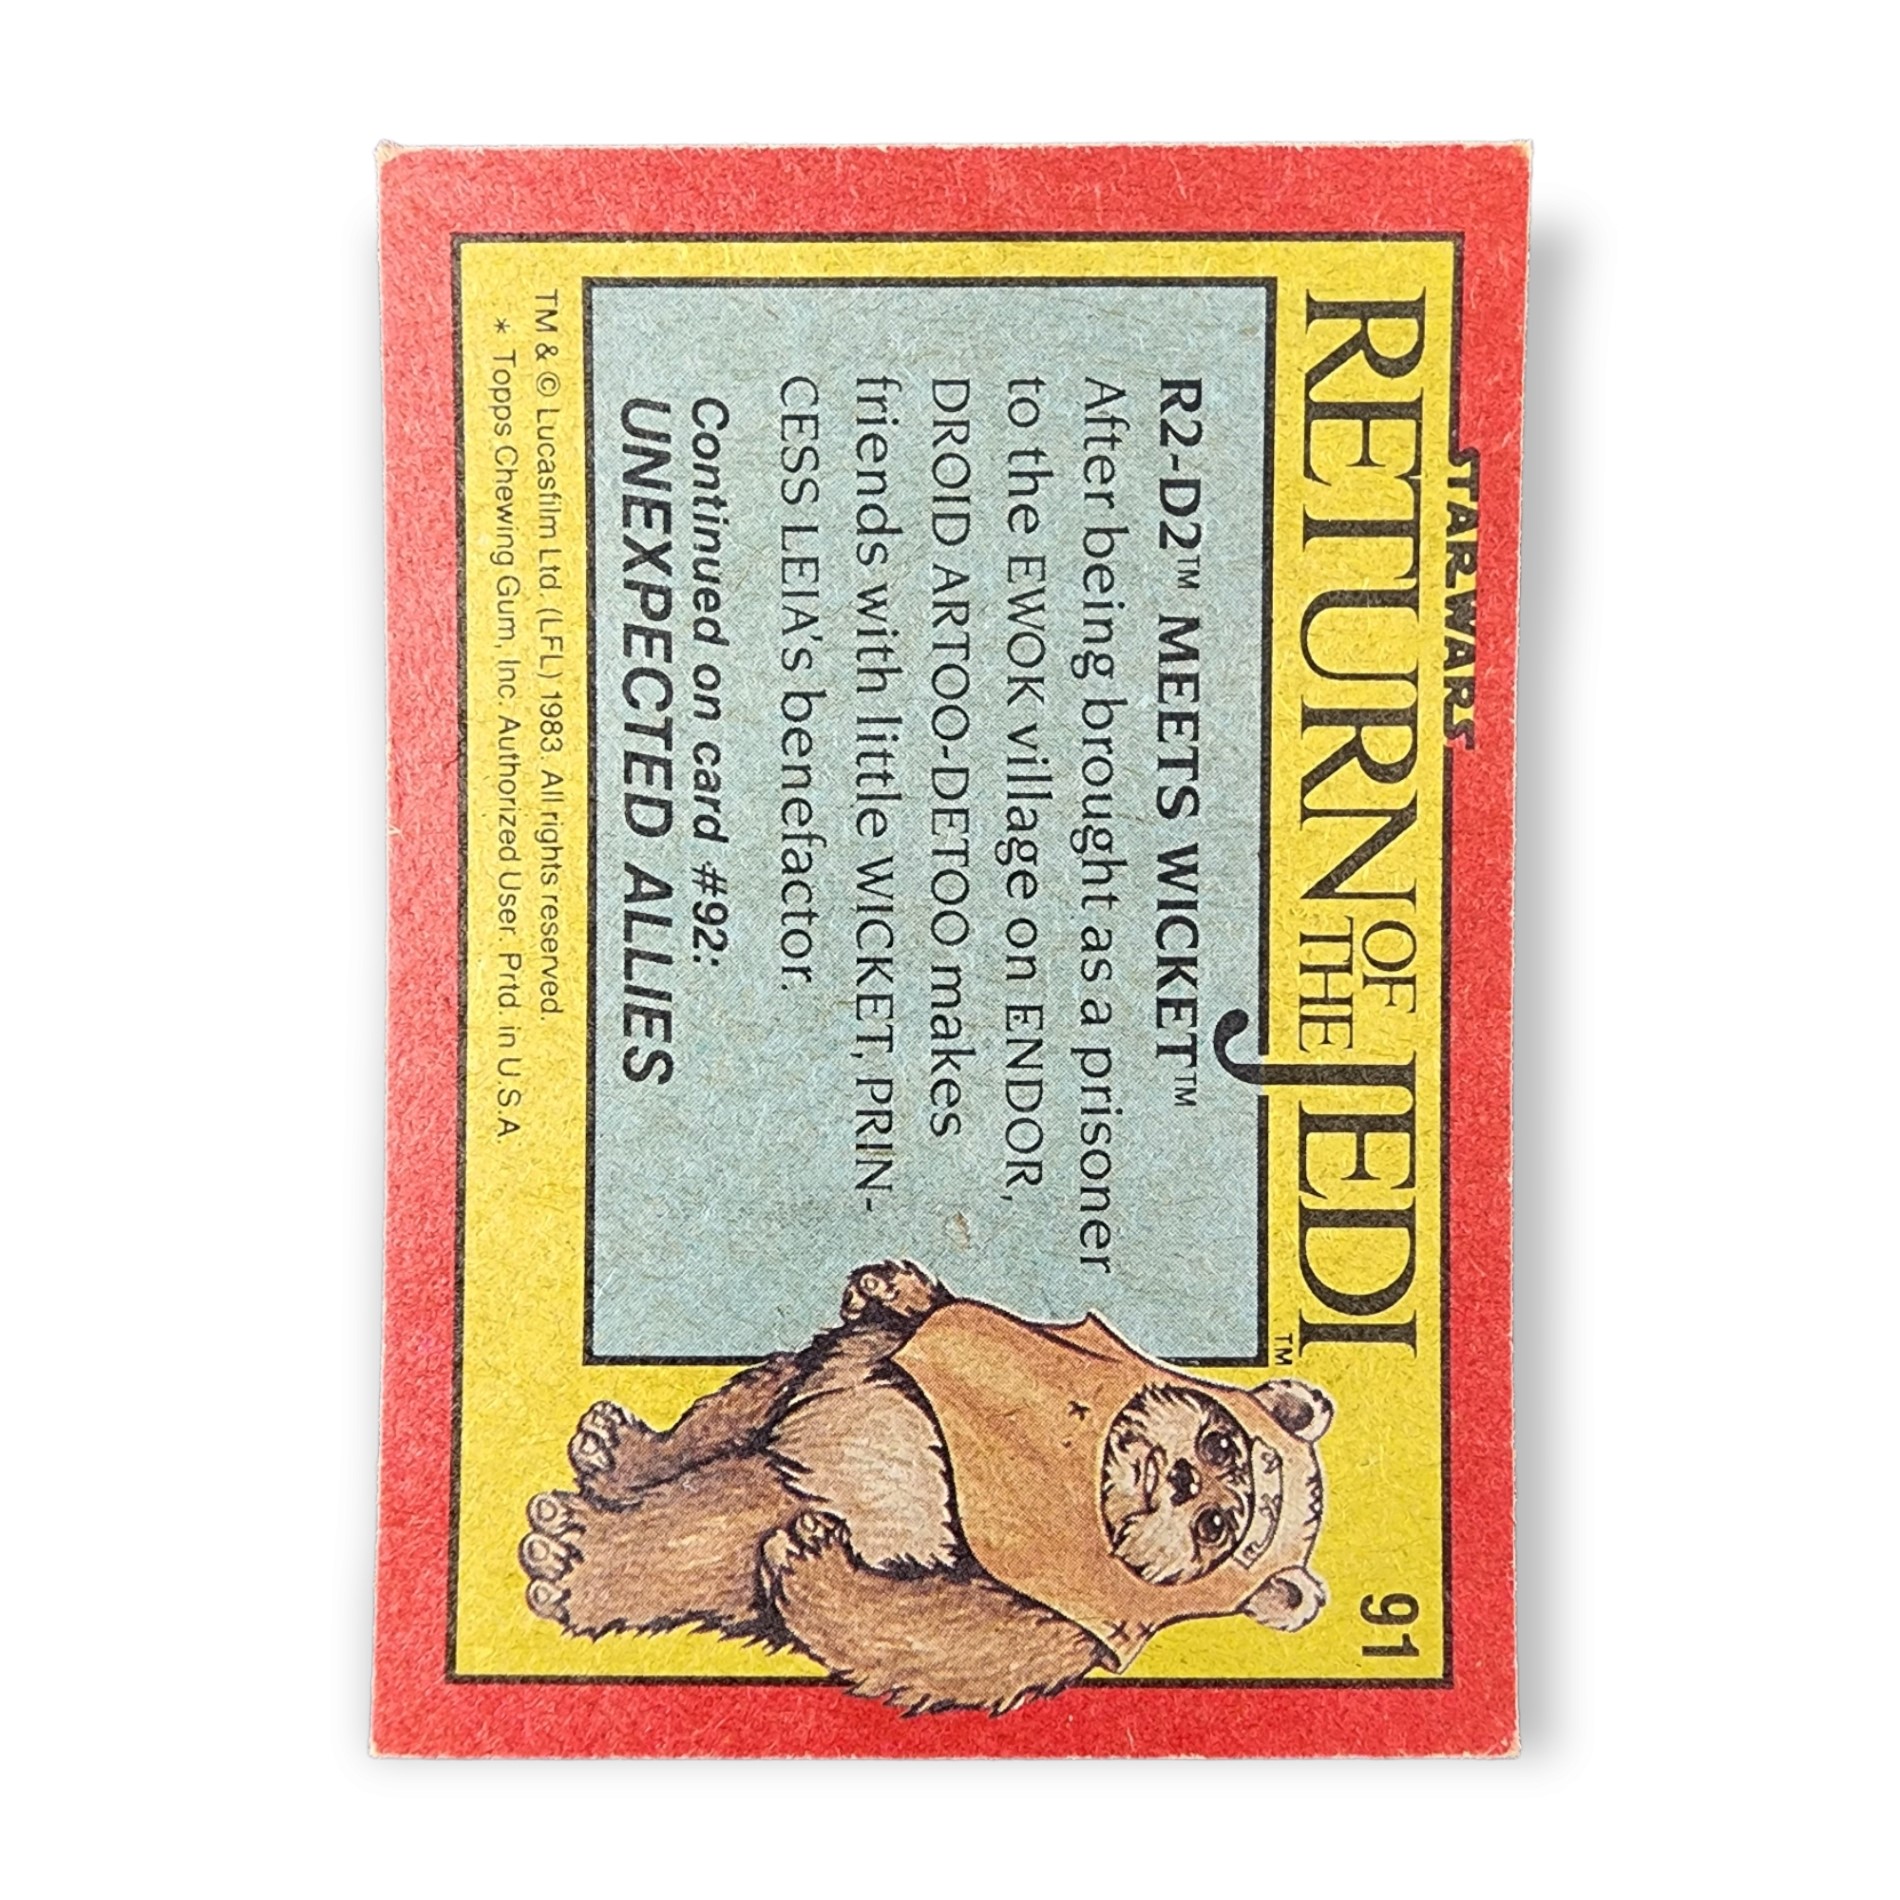 STAR WARS
RETURN OF THE JEDI™
91
R2-D2™ MEETS WICKET™
After being brought as a prisoner
to the EWOK village on ENDOR,
DROID ARTOO-DETOO makes
friends with little WICKET, PRIN-
CESS LEIA's benefactor.
Continued on card #92:
UNEXPECTED ALLIES
TM & © Lucasfilm Ltd. (LFL) 1983. All rights reserved.
* Topps Chewing Gum, Inc. Authorized User. Prtd. in U.S.A.